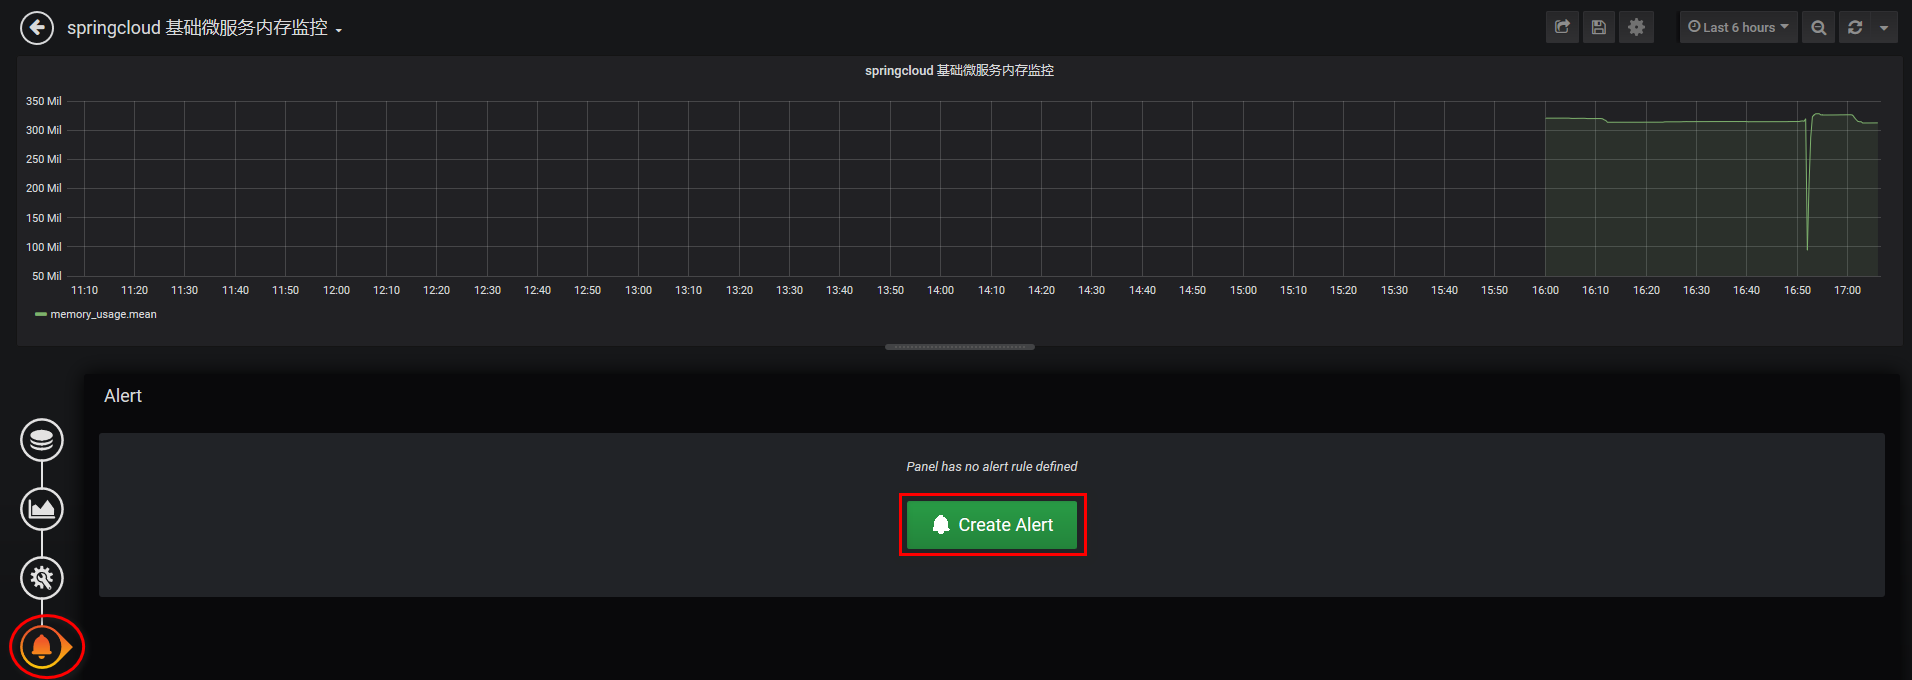 springcloud 基础微服务内存监控
Last 6 hours
springcloud 基础微服务内存监控
350 Mil
300 Mil
250 Mil
200 Mil
150 Mil
100 Mil
50 Mil
11:10 11:20 11:30 11:40 11:50 12:00 12:10 12:20 12:30 12:40 12:50 13:00 13:10 13:20 13:30 13:40 13:50 14:00 14:10 14:20 14:30 14:40 14:50 15:00 15:10 15:20 15:30 15:40 15:50 16:00 16:10 16:20 16:30 16:40 16:50 17:00
memory_usage.mean
Alert
Panel has no alert rule defined
Create Alert